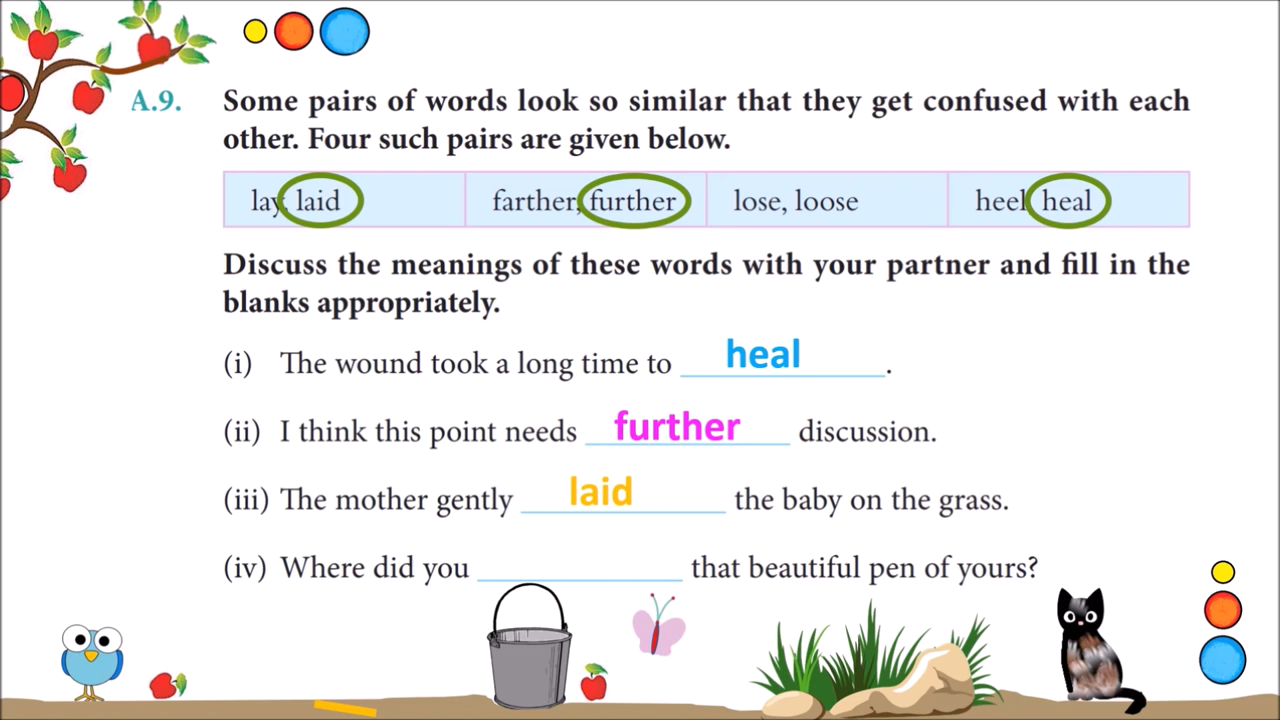 A.9. Some pairs of words look so similar that they get confused with each
other. Four such pairs are given below.
lay, laid farther, further lose, loose heel heal
Discuss the meanings of these words with your partner and fill in the
blanks appropriately.
(i) The wound took a long time to heal.
(ii) I think this point needs further discussion.
(iii) The mother gently laid the baby on the grass.
(iv) Where did you ____________ that beautiful pen of yours?